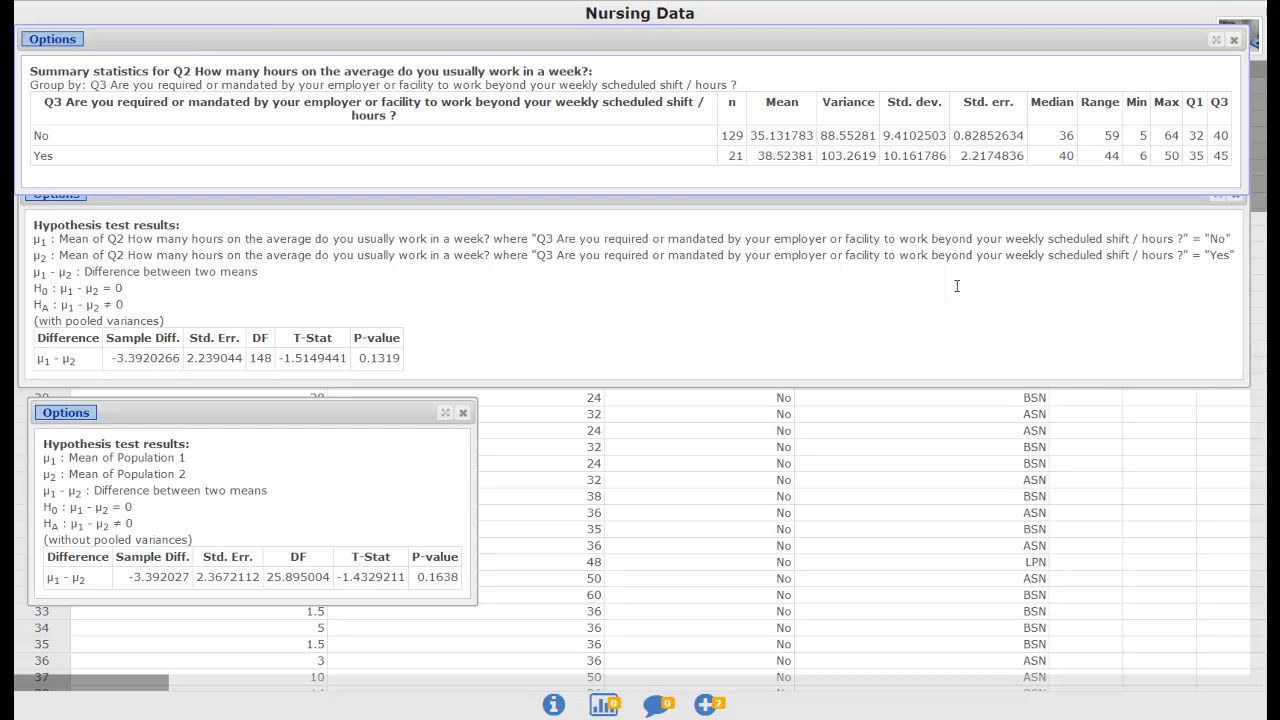 Nursing Data
Options
Summary statistics for Q2 How many hours on the average do you usually work in a week?:
Group by: Q3 Are you required or mandated by your employer or facility to work beyond your weekly scheduled shift / hours ?
Q3 Are you required or mandated by your employer or facility to work beyond your weekly scheduled shift / hours ? n Mean Variance Std. dev. Std. err. Median Range Min Max Q1 Q3
No 129 35.131783 88.55281 9.4102503 0.82852634 36 59 5 64 32 40
Yes 21 38.52381 103.2619 10.161786 2.2174836 40 44 6 50 35 45
Options
Hypothesis test results:
μ1 : Mean of Q2 How many hours on the average do you usually work in a week? where "Q3 Are you required or mandated by your employer or facility to work beyond your weekly scheduled shift / hours ?" = "No"
μ2 : Mean of Q2 How many hours on the average do you usually work in a week? where "Q3 Are you required or mandated by your employer or facility to work beyond your weekly scheduled shift / hours ?" = "Yes"
μ1 - μ2 : Difference between two means
H0 : μ1 - μ2 = 0
HA : μ1 - μ2 ≠ 0
(with pooled variances)
Difference Sample Diff. Std. Err. DF T-Stat P-value
μ1 - μ2 -3.3920266 2.239044 148 -1.5149441 0.1319
24 No BSN
Options
32 No ASN
24 No ASN
Hypothesis test results:
32 No BSN
μ1 : Mean of Population 1
24 No BSN
μ2 : Mean of Population 2
32 No ASN
μ1 - μ2 : Difference between two means
38 No BSN
H0 : μ1 - μ2 = 0
36 No ASN
HA : μ1 - μ2 ≠ 0
35 No BSN
(without pooled variances)
36 No ASN
Difference Sample Diff. Std. Err. DF T-Stat P-value
48 No LPN
μ1 - μ2 -3.392027 2.3672112 25.895004 -1.4329211 0.1638
50 No ASN
60 No BSN
33 1.5 36 No BSN
34 5 36 No BSN
35 1.5 36 No BSN
36 3 36 No ASN
37 10 50 No ASN
0 0 2